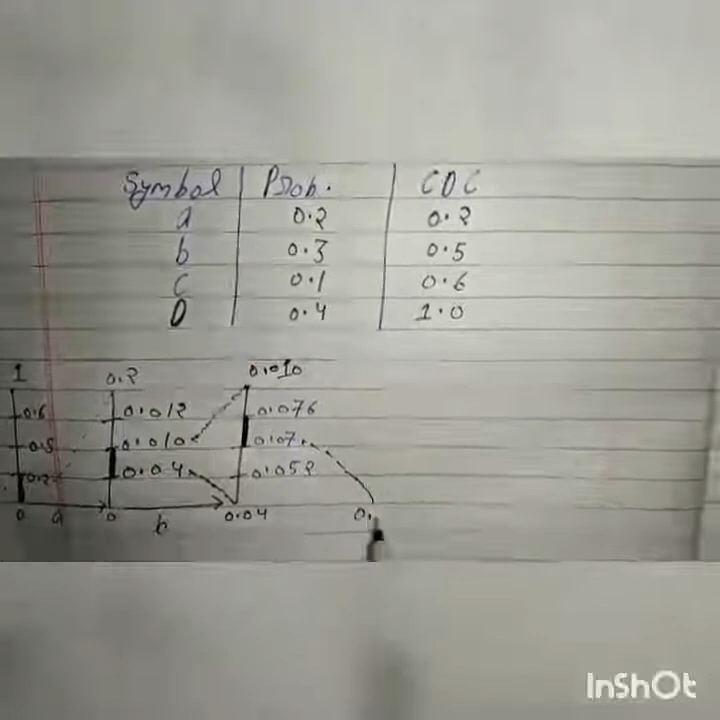 Symbol Prob. CDC
a 0.2 0.2
b 0.3 0.5
c 0.1 0.6
D 0.4 1.0
1 0.2 0.010
0.6 0.012 0.076
0.5 0.010 0.07
0.2 0.04 0.052
0 a 0 b 0.04 0.
InShOt